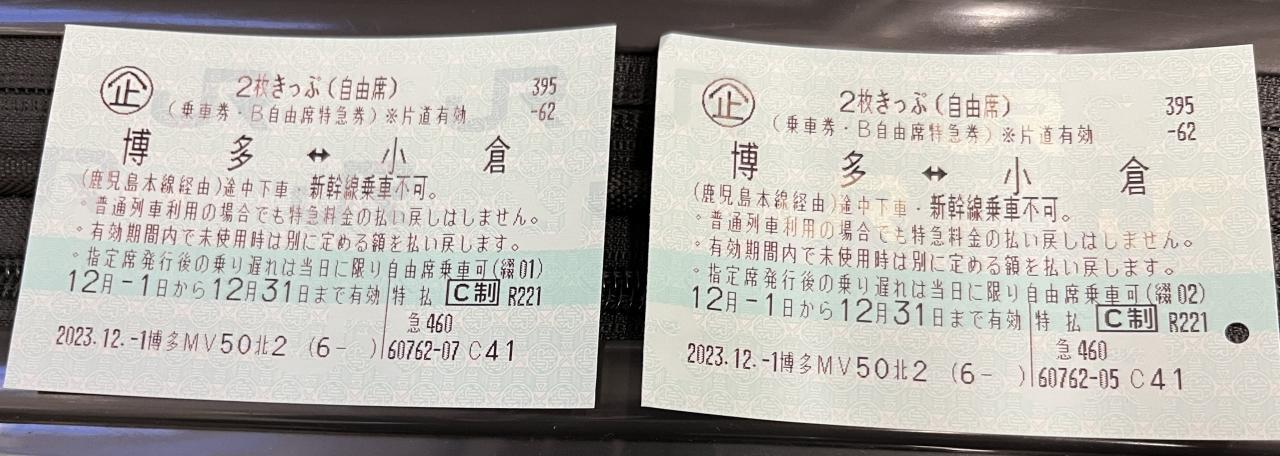 企 2枚きっぷ(自由席) 395
(乗車券・B自由席特急券)※片道有効 -62
博多↔小倉
(鹿児島本線経由)途中下車・新幹線乗車不可。
・普通列車利用の場合でも特急料金の払い戻しはしません。
・有効期間内で未使用時は別に定める額を払い戻します。
・指定席発行後の乗り遅れは当日に限り自由席乗車可(綴01)
12月-1日から12月31日まで有効 特払 C制 R221
急460
2023.12.-1博多MV50北2 (6- ) 60762-07 C41
企 2枚きっぷ(自由席) 395
(乗車券・B自由席特急券)※片道有効 -62
博多↔小倉
(鹿児島本線経由)途中下車・新幹線乗車不可。
・普通列車利用の場合でも特急料金の払い戻しはしません。
・有効期間内で未使用時は別に定める額を払い戻します。
・指定席発行後の乗り遅れは当日に限り自由席乗車可(綴02)
12月-1日から12月31日まで有効 特払 C制 R221
急460
2023.12.-1博多MV50北2 (6- ) 60762-05 C41